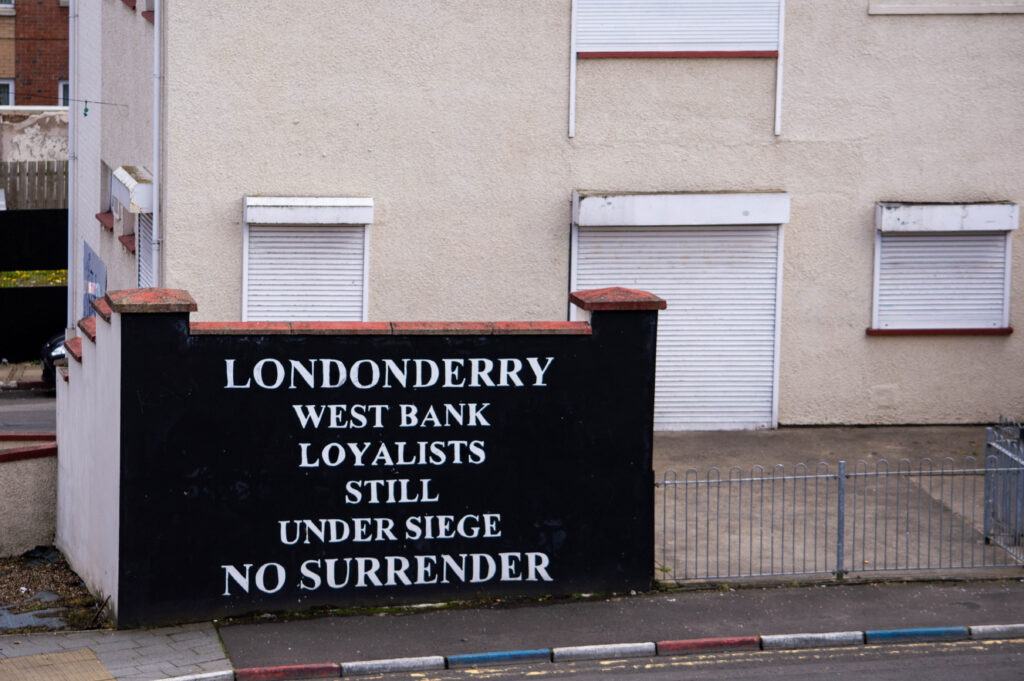 LONDONDERRY
WEST BANK
LOYALISTS
STILL
UNDER SIEGE
NO SURRENDER